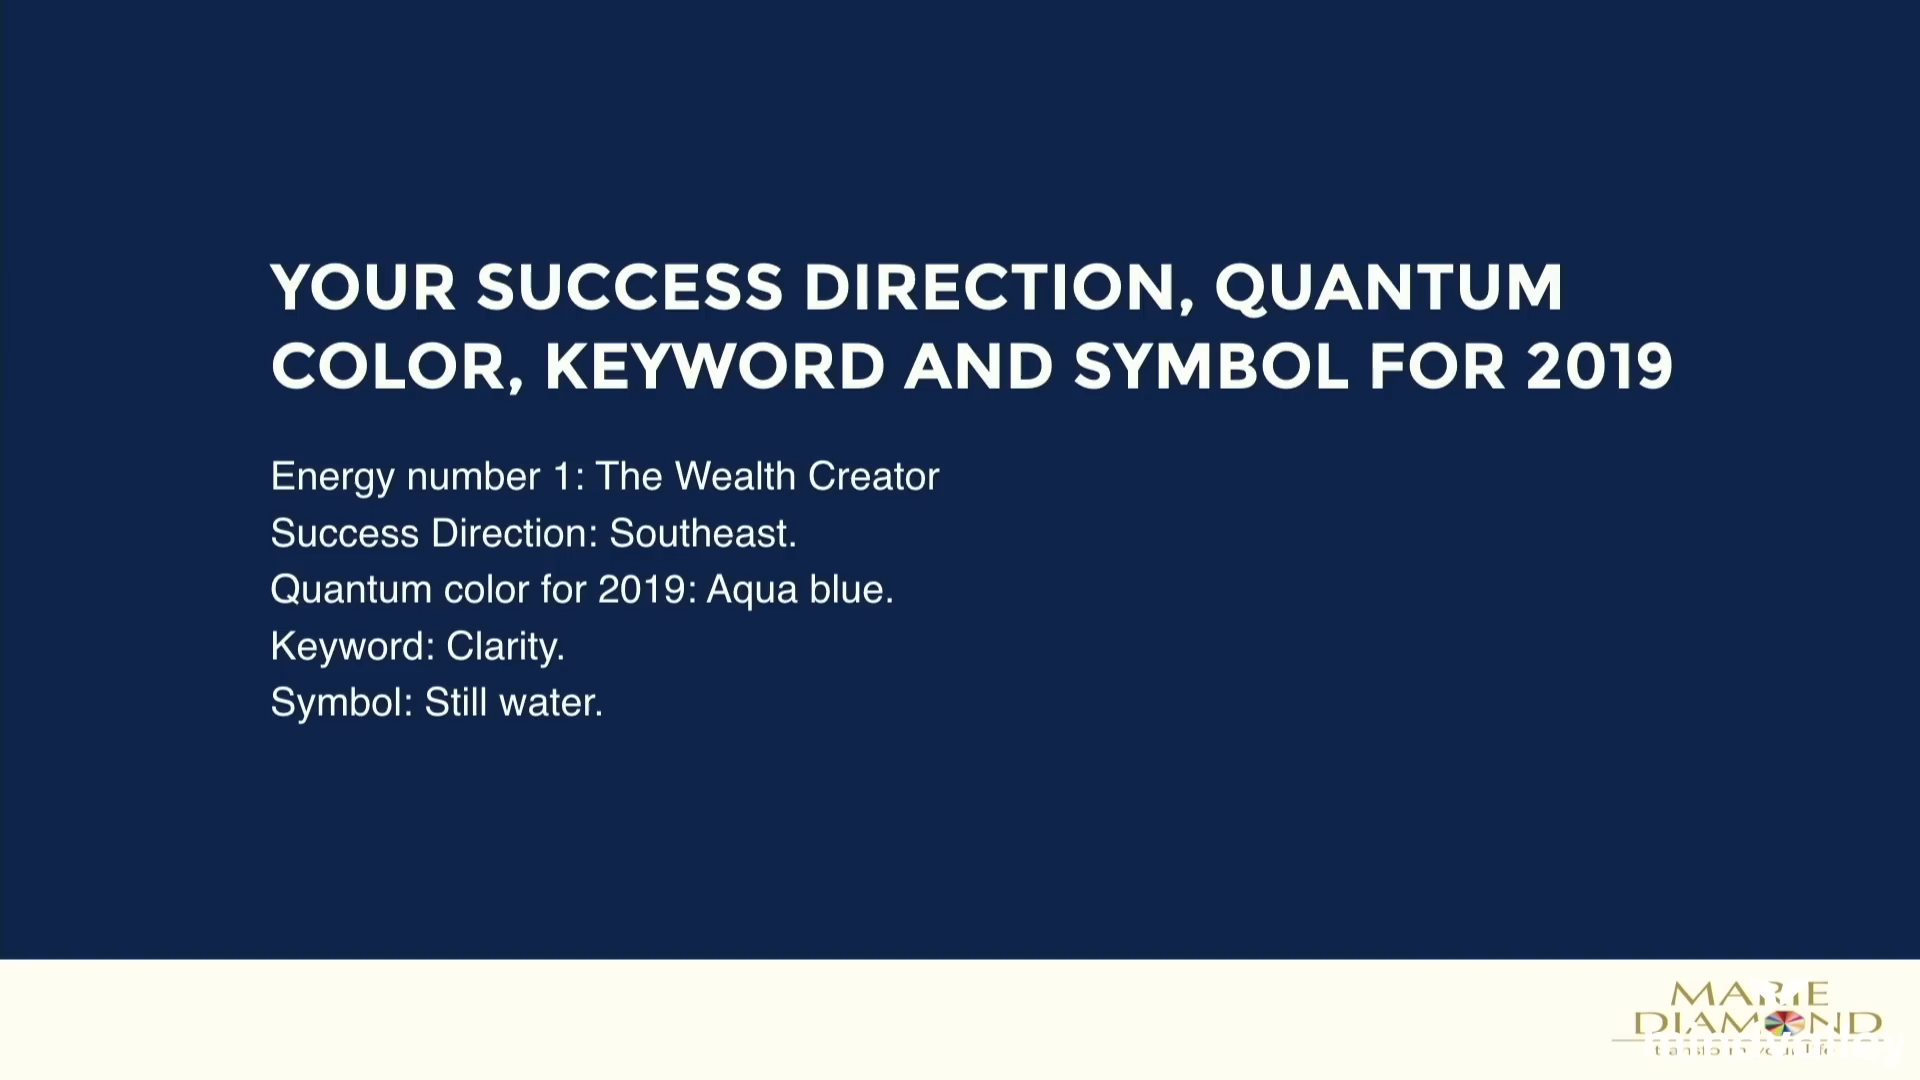 YOUR SUCCESS DIRECTION, QUANTUM
COLOR, KEYWORD AND SYMBOL FOR 2019
Energy number 1: The Wealth Creator
Success Direction: Southeast.
Quantum color for 2019: Aqua blue.
Keyword: Clarity.
Symbol: Still water.
MARIE
DIAMOND